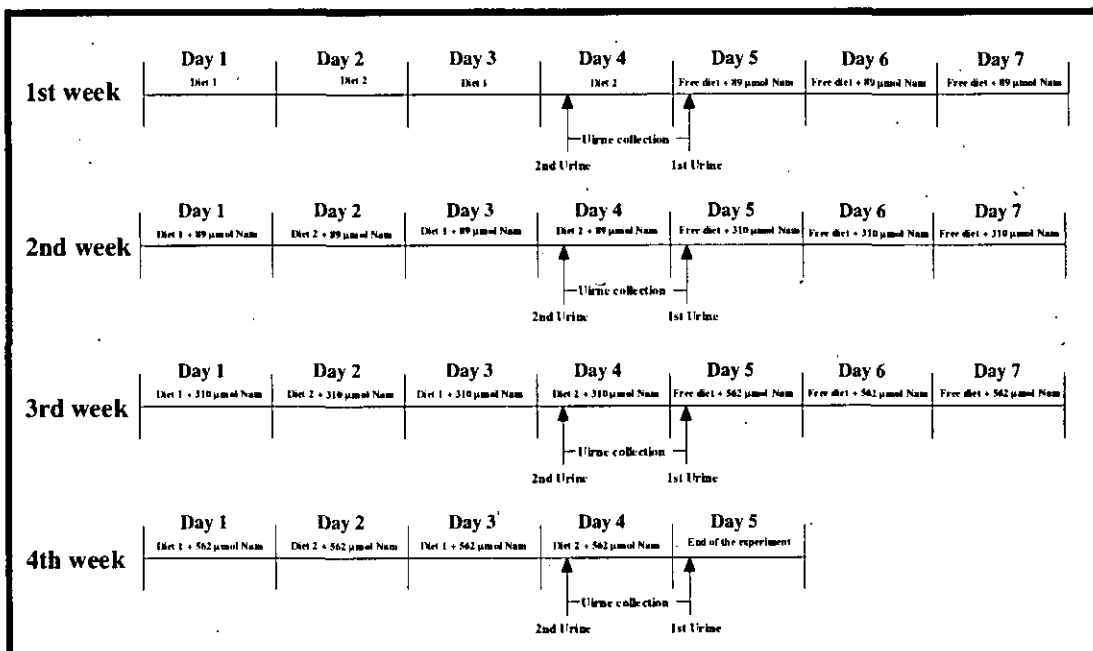 Day 1 Day 2 Day 3 Day 4 Day 5 Day 6 Day 7
Diet 1 Diet 2 Diet 1 Diet 2 Free diet + 89 µmol Nam Free diet + 89 µmol Nam Free diet + 89 µmol Nam
1st week
Uirne collection
2nd Urine 1st Urine
Day 1 Day 2 Day 3 Day 4 Day 5 Day 6 Day 7
Diet 1 + 89 µmol Nam Diet 2 + 89 µmol Nam Diet 1 + 89 µmol Nam Diet 2 + 89 µmol Nam Free diet + 310 µmol Nam Free diet + 310 µmol Nam Free diet + 310 µmol Nam
2nd week
Uirne collection
2nd Urine 1st Urine
Day 1 Day 2 Day 3 Day 4 Day 5 Day 6 Day 7
Diet 1 + 310 µmol Nam Diet 2 + 310 µmol Nam Diet 1 + 310 µmol Nam Diet 2 + 310 µmol Nam Free diet + 562 µmol Nam Free diet + 562 µmol Nam Free diet + 562 µmol Nam
3rd week
Uirne collection
2nd Urine 1st Urine
Day 1 Day 2 Day 3 Day 4 Day 5
Diet 1 + 562 µmol Nam Diet 2 + 562 µmol Nam Diet 1 + 562 µmol Nam Diet 2 + 562 µmol Nam End of the experiment
4th week
Uirne collection
2nd Urine 1st Urine